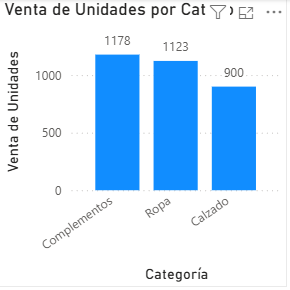 Venta de Unidades por Cat
1178
1123
900
1000
500
0
Venta de Unidades
Complementos
Ropa
Calzado
Categoría